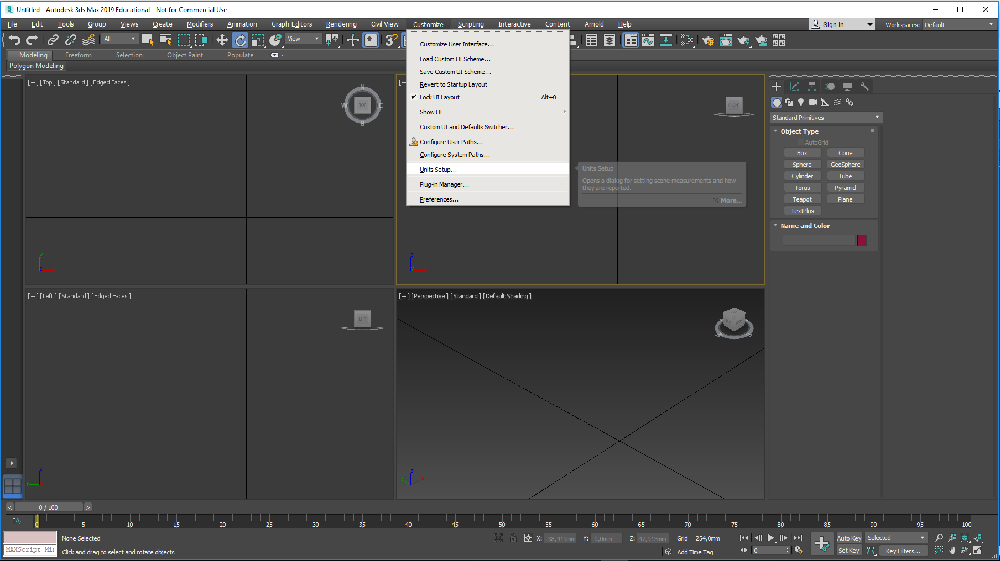 Untitled - Autodesk 3ds Max 2019 Educational - Not for Commercial Use
File Edit Tools Group Views Create Modifiers Animation Graph Editors Rendering Civil View Customize Scripting Interactive Content Arnold Help
Sign In
Workspaces: Default
All
View
Modeling Freeform Selection Object Paint Populate
Polygon Modeling
Customize User Interface...
Load Custom UI Scheme...
Save Custom UI Scheme...
Revert to Startup Layout
Lock UI Layout Alt+0
Show UI
Custom UI and Defaults Switcher...
Configure User Paths...
Configure System Paths...
Units Setup...
Plug-in Manager...
Preferences...
Units Setup
Opens a dialog for setting scene measurements and how
they are reported.
More...
[+] [Top] [Standard] [Edged Faces]
N
W TOP E
S
y
z x
[+
FRONT
z
y x
[+] [Left] [Standard] [Edged Faces]
LEFT
z
y x
[+] [Perspective] [Standard] [Default Shading]
z
y x
Standard Primitives
Object Type
AutoGrid
Box Cone
Sphere GeoSphere
Cylinder Tube
Torus Pyramid
Teapot Plane
TextPlus
Name and Color
< 0 / 100 >
0 5 10 15 20 25 30 35 40 45 50 55 60 65 70 75 80 85 90 95 100
None Selected
X: -38,419mm Y: -0,0mm Z: 47,913mm Grid = 254,0mm
Auto Key Selected
MAXScript Mi
Click and drag to select and rotate objects
Add Time Tag
0
Set Key Key Filters...